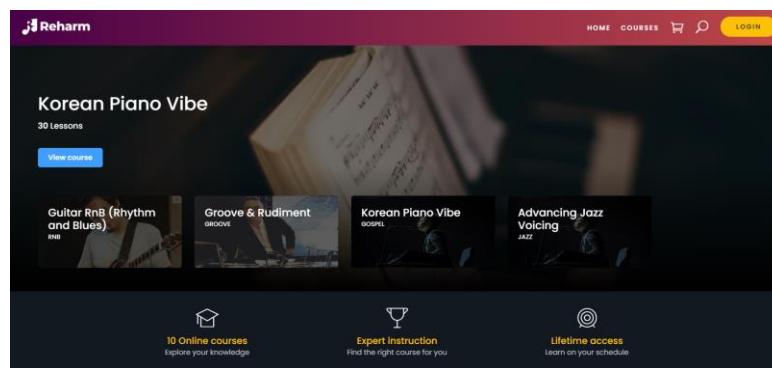 Reharm
HOME COURSES
LOGIN
Korean Piano Vibe
30 Lessons
View course
Guitar RnB (Rhythm
and Blues)
RNB
Groove & Rudiment
GROOVE
Korean Piano Vibe
GOSPEL
Advancing Jazz
Voicing
JAZZ
10 Online courses
Explore your knowledge
Expert instruction
Find the right course for you
Lifetime access
Learn on your schedule